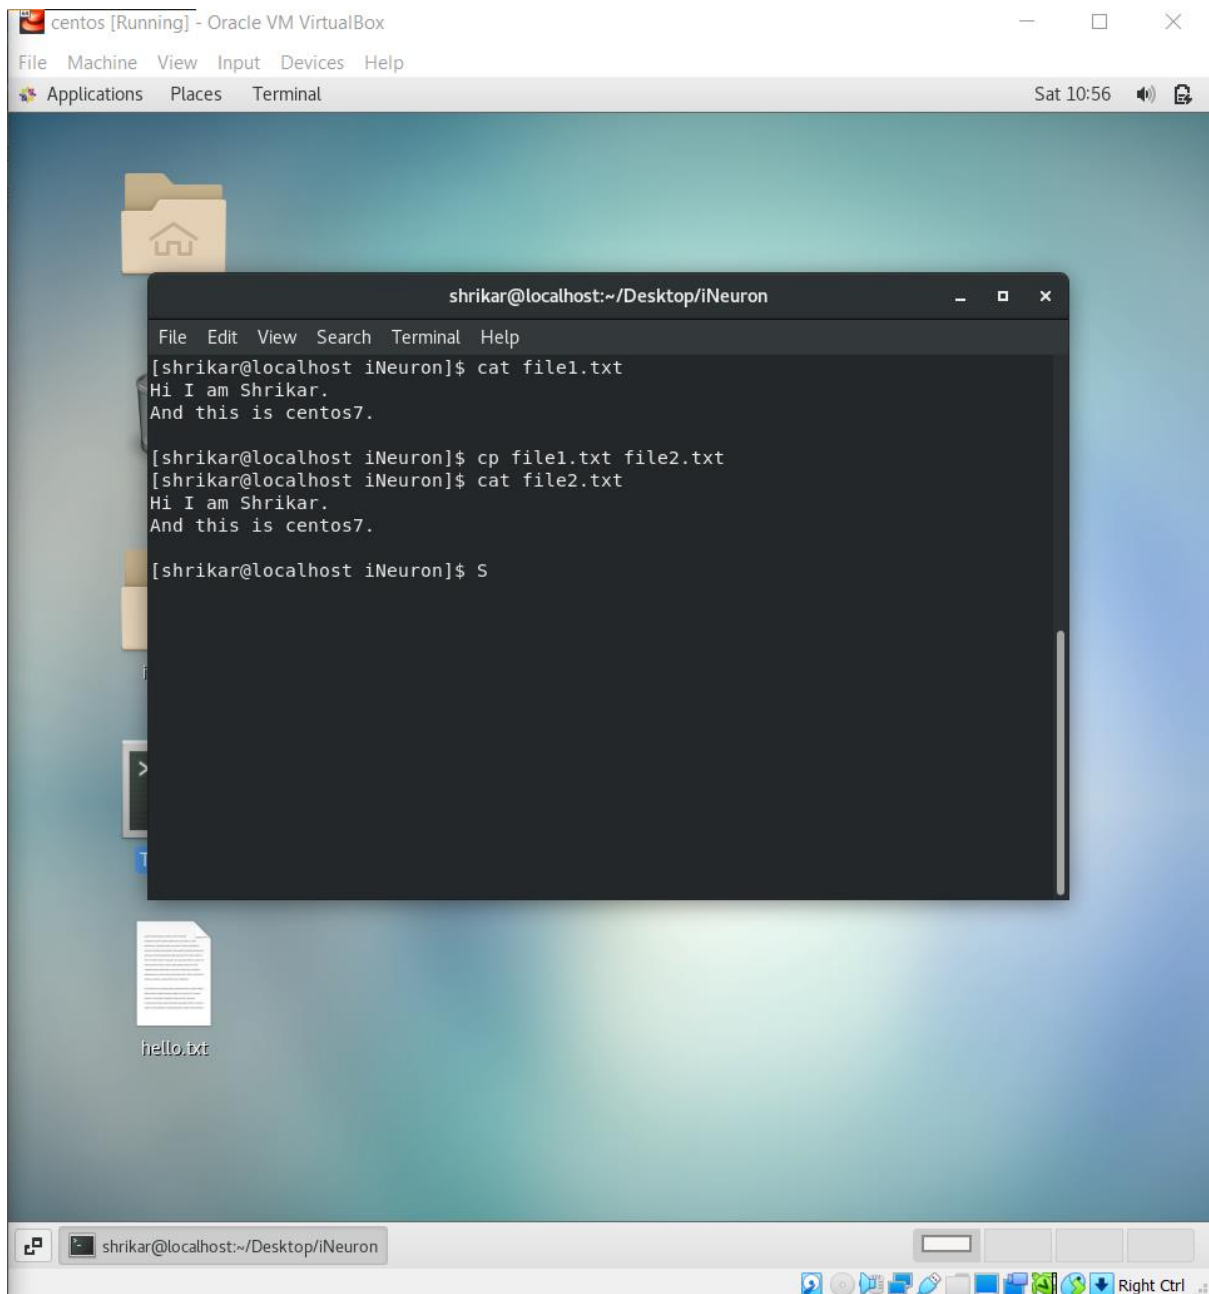 centos [Running] - Oracle VM VirtualBox
File Machine View Input Devices Help
Applications Places Terminal Sat 10:56
shrikar@localhost:~/Desktop/iNeuron
File Edit View Search Terminal Help
[shrikar@localhost iNeuron]$ cat file1.txt
Hi I am Shrikar.
And this is centos7.
[shrikar@localhost iNeuron]$ cp file1.txt file2.txt
[shrikar@localhost iNeuron]$ cat file2.txt
Hi I am Shrikar.
And this is centos7.
[shrikar@localhost iNeuron]$ S
hello.txt
shrikar@localhost:~/Desktop/iNeuron
Right Ctrl